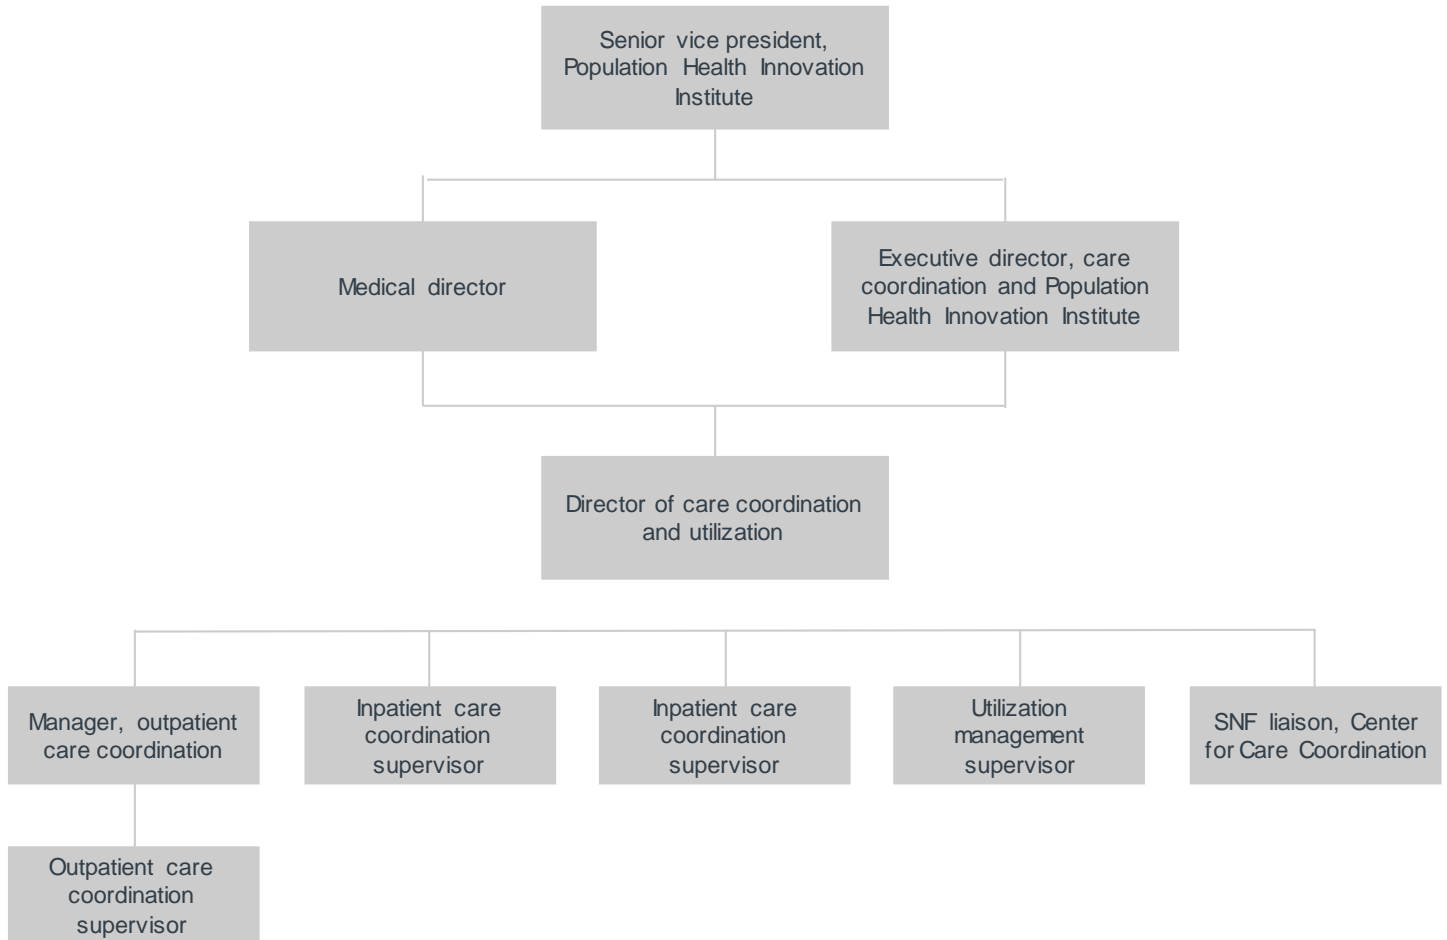 Senior vice president,
Population Health Innovation
Institute
Medical director
Executive director, care
coordination and Population
Health Innovation Institute
Director of care coordination
and utilization
Manager, outpatient
care coordination
Inpatient care
coordination
supervisor
Inpatient care
coordination
supervisor
Utilization
management
supervisor
SNF liaison, Center
for Care Coordination
Outpatient care
coordination
supervisor